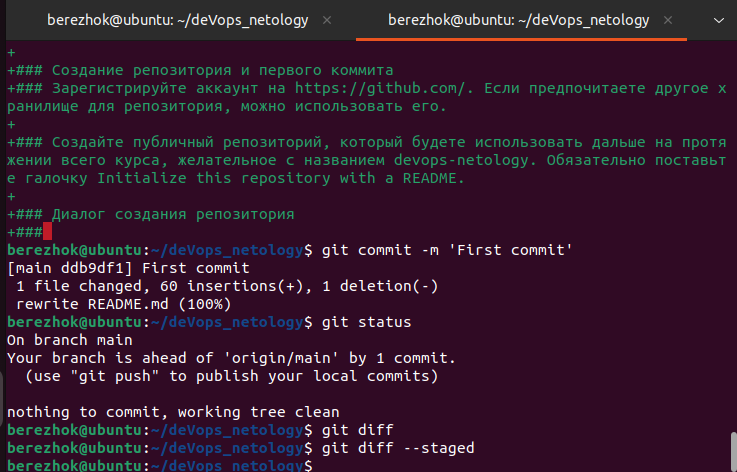 berezhok@ubuntu: ~/deVops_netology × berezhok@ubuntu: ~/deVops_netology ×
+
+### Создание репозитория и первого коммита
+### Зарегистрируйте аккаунт на https://github.com/. Если предпочитаете другое х
ранилище для репозитория, можно использовать его.
+
+### Создайте публичный репозиторий, который будете использовать дальше на протя
жении всего курса, желательное с названием devops-netology. Обязательно поставьт
е галочку Initialize this repository with a README.
+
+### Диалог создания репозитория
+###
berezhok@ubuntu:~/deVops_netology$ git commit -m 'First commit'
[main ddb9df1] First commit
 1 file changed, 60 insertions(+), 1 deletion(-)
 rewrite README.md (100%)
berezhok@ubuntu:~/deVops_netology$ git status
On branch main
Your branch is ahead of 'origin/main' by 1 commit.
  (use "git push" to publish your local commits)

nothing to commit, working tree clean
berezhok@ubuntu:~/deVops_netology$ git diff
berezhok@ubuntu:~/deVops_netology$ git diff --staged
berezhok@ubuntu:~/deVops_netology$